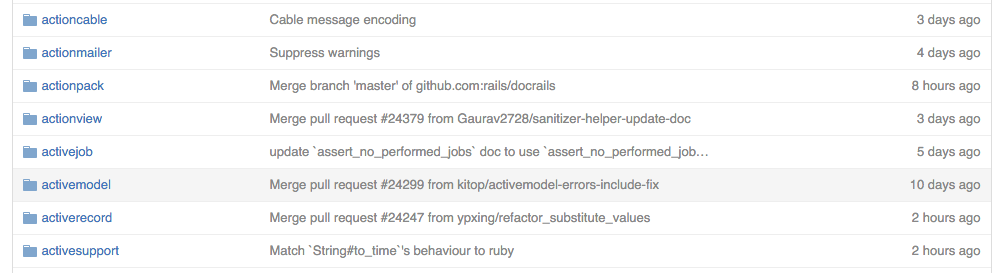 actioncable Cable message encoding 3 days ago
actionmailer Suppress warnings 4 days ago
actionpack Merge branch 'master' of github.com:rails/docrails 8 hours ago
actionview Merge pull request #24379 from Gaurav2728/sanitizer-helper-update-doc 3 days ago
activejob update `assert_no_performed_jobs` doc to use `assert_no_performed_job… 5 days ago
activemodel Merge pull request #24299 from kitop/activemodel-errors-include-fix 10 days ago
activerecord Merge pull request #24247 from ypxing/refactor_substitute_values 2 hours ago
activesupport Match `String#to_time`'s behaviour to ruby 2 hours ago